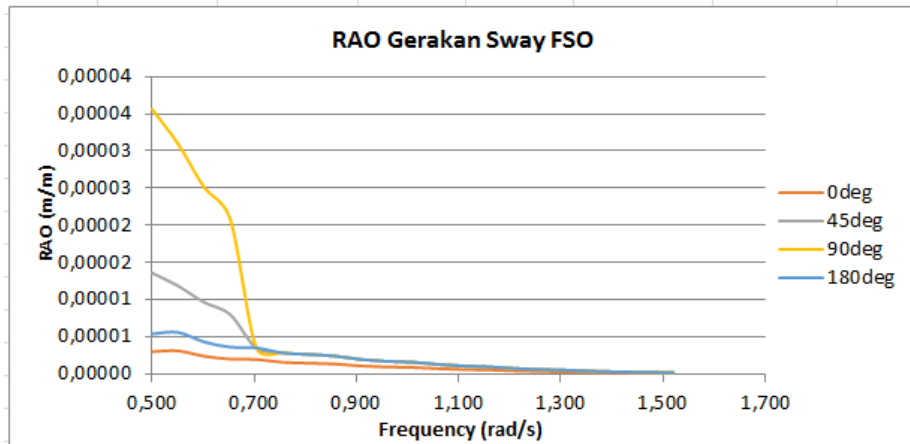 RAO Gerakan Sway FSO
0,00004
0,00004
0,00003
0,00003
0,00002
0,00002
0,00001
0,00001
0,00000
RAO (m/m)
0,500 0,700 0,900 1,100 1,300 1,500 1,700
Frequency (rad/s)
0deg
45deg
90deg
180deg